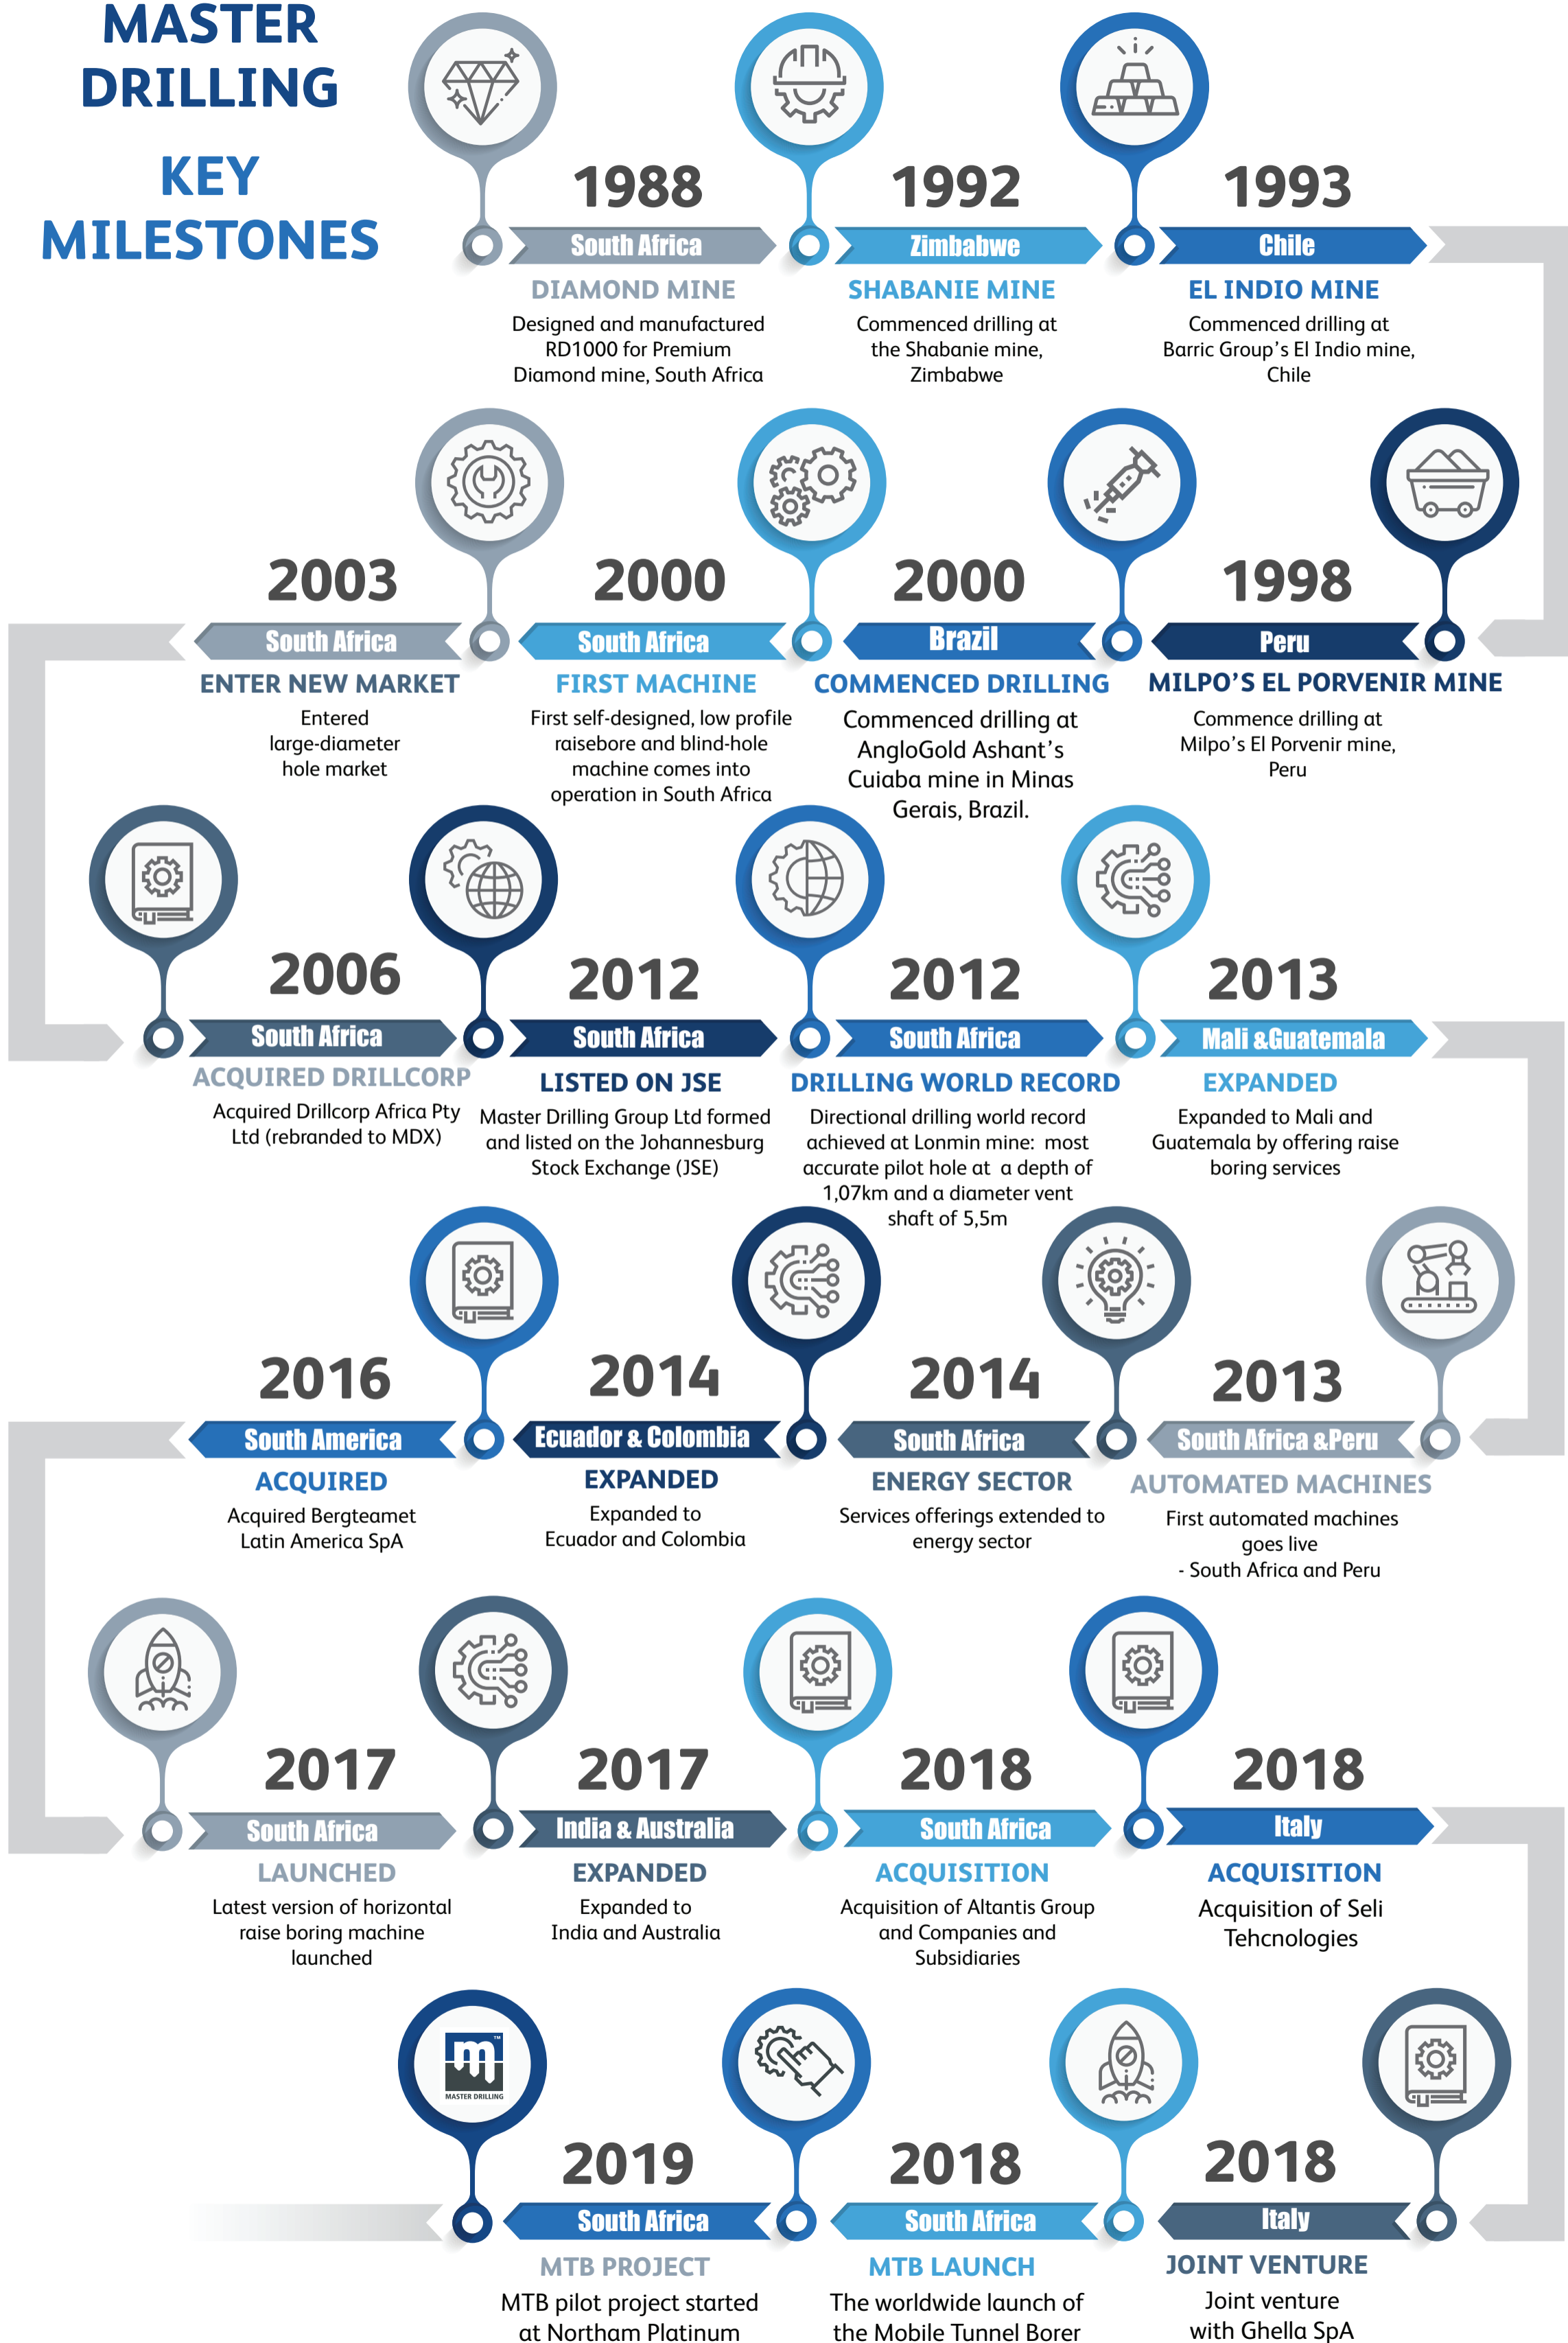 MASTER
DRILLING
KEY
MILESTONES
1988
South Africa
DIAMOND MINE
Designed and manufactured
RD1000 for Premium
Diamond mine, South Africa
1992
Zimbabwe
SHABANIE MINE
Commenced drilling at
the Shabanie mine,
Zimbabwe
1993
Chile
EL INDIO MINE
Commenced drilling at
Barric Group's El Indio mine,
Chile
1998
Peru
MILPO'S EL PORVENIR MINE
Commence drilling at
Milpo's El Porvenir mine,
Peru
2000
Brazil
COMMENCED DRILLING
Commenced drilling at
AngloGold Ashant's
Cuiaba mine in Minas
Gerais, Brazil.
2000
South Africa
FIRST MACHINE
First self-designed, low profile
raisebore and blind-hole
machine comes into
operation in South Africa
2003
South Africa
ENTER NEW MARKET
Entered
large-diameter
hole market
2006
South Africa
ACQUIRED DRILLCORP
Acquired Drillcorp Africa Pty
Ltd (rebranded to MDX)
2012
South Africa
LISTED ON JSE
Master Drilling Group Ltd formed
and listed on the Johannesburg
Stock Exchange (JSE)
2012
South Africa
DRILLING WORLD RECORD
Directional drilling world record
achieved at Lonmin mine: most
accurate pilot hole at a depth of
1,07km and a diameter vent
shaft of 5,5m
2013
Mali &Guatemala
EXPANDED
Expanded to Mali and
Guatemala by offering raise
boring services
2013
South Africa &Peru
AUTOMATED MACHINES
First automated machines
goes live
- South Africa and Peru
2014
South Africa
ENERGY SECTOR
Services offerings extended to
energy sector
2014
Ecuador & Colombia
EXPANDED
Expanded to
Ecuador and Colombia
2016
South America
ACQUIRED
Acquired Bergteamet
Latin America SpA
2017
South Africa
LAUNCHED
Latest version of horizontal
raise boring machine
launched
2017
India & Australia
EXPANDED
Expanded to
India and Australia
2018
South Africa
ACQUISITION
Acquisition of Altantis Group
and Companies and
Subsidiaries
2018
Italy
ACQUISITION
Acquisition of Seli
Tehcnologies
2018
Italy
JOINT VENTURE
Joint venture
with Ghella SpA
2018
South Africa
MTB LAUNCH
The worldwide launch of
the Mobile Tunnel Borer
2019
South Africa
MTB PROJECT
MTB pilot project started
at Northam Platinum
m™
MASTER DRILLING